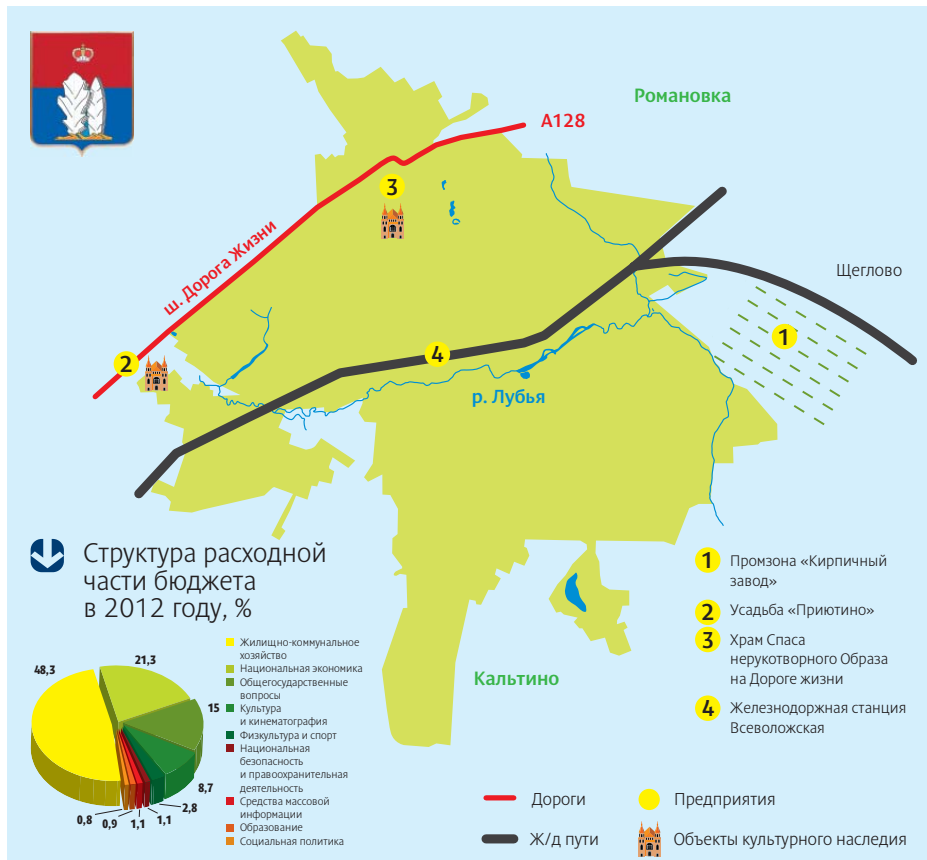 Романовка
А128
3
ш. Дорога Жизни
Щеглово
1
2
4
р. Лубья
Структура расходной
части бюджета
в 2012 году, %
48,3
21,3
15
8,7
2,8
1,1
1,1
0,9
0,8
Жилищно-коммунальное
хозяйство
Национальная экономика
Общегосударственные
вопросы
Культура
и кинематография
Физкультура и спорт
Национальная
безопасность
и правоохранительная
деятельность
Средства массовой
информации
Образование
Социальная политика
Кальтино
1 Промзона «Кирпичный
завод»
2 Усадьба «Приютино»
3 Храм Спаса
нерукотворного Образа
на Дороге жизни
4 Железнодоржная станция
Всеволожская
Дороги
Предприятия
Ж/д пути
Объекты культурного наследия